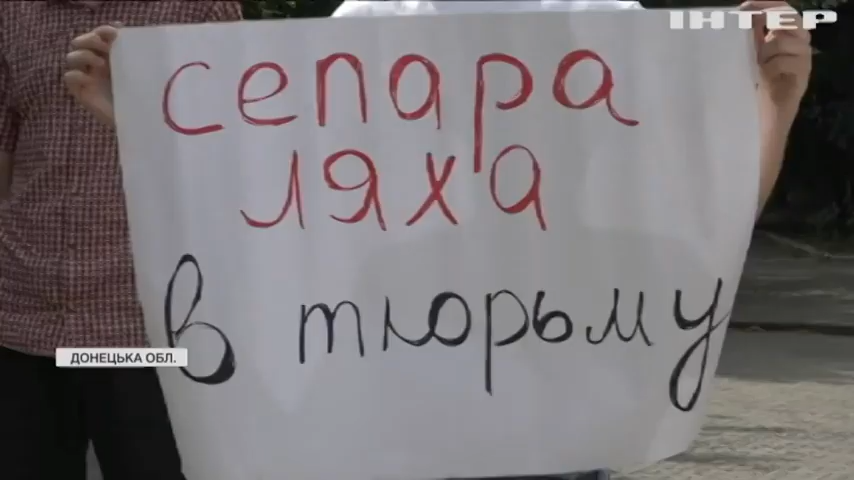 ІНТЕР
сепара
ляха
в тюрьму
ДОНЕЦЬКА ОБЛ.